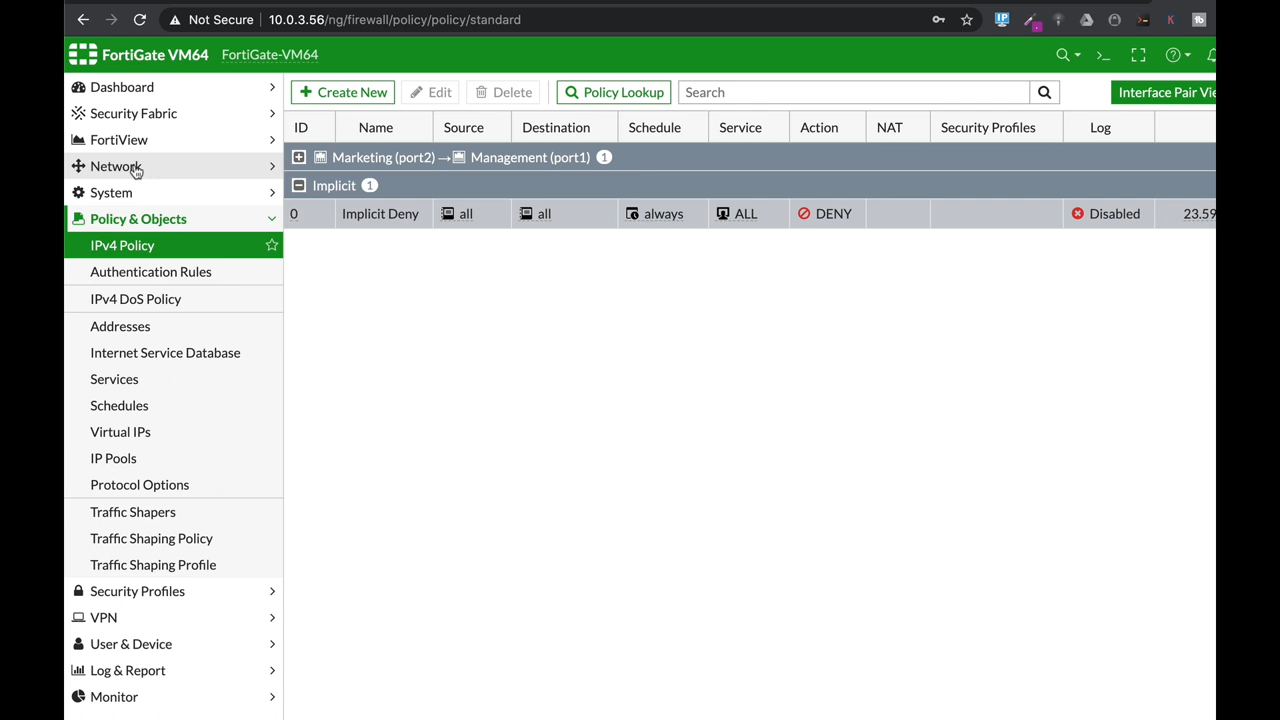 Not Secure 10.0.3.56/ng/firewall/policy/policy/standard
FortiGate VM64 FortiGate-VM64
Dashboard
Security Fabric
FortiView
Network
System
Policy & Objects
IPv4 Policy
Authentication Rules
IPv4 DoS Policy
Addresses
Internet Service Database
Services
Schedules
Virtual IPs
IP Pools
Protocol Options
Traffic Shapers
Traffic Shaping Policy
Traffic Shaping Profile
Security Profiles
VPN
User & Device
Log & Report
Monitor
Create New Edit Delete Policy Lookup Search Interface Pair Vie
ID Name Source Destination Schedule Service Action NAT Security Profiles Log
Marketing (port2) → Management (port1) 1
Implicit 1
0 Implicit Deny all all always ALL DENY Disabled 23.59